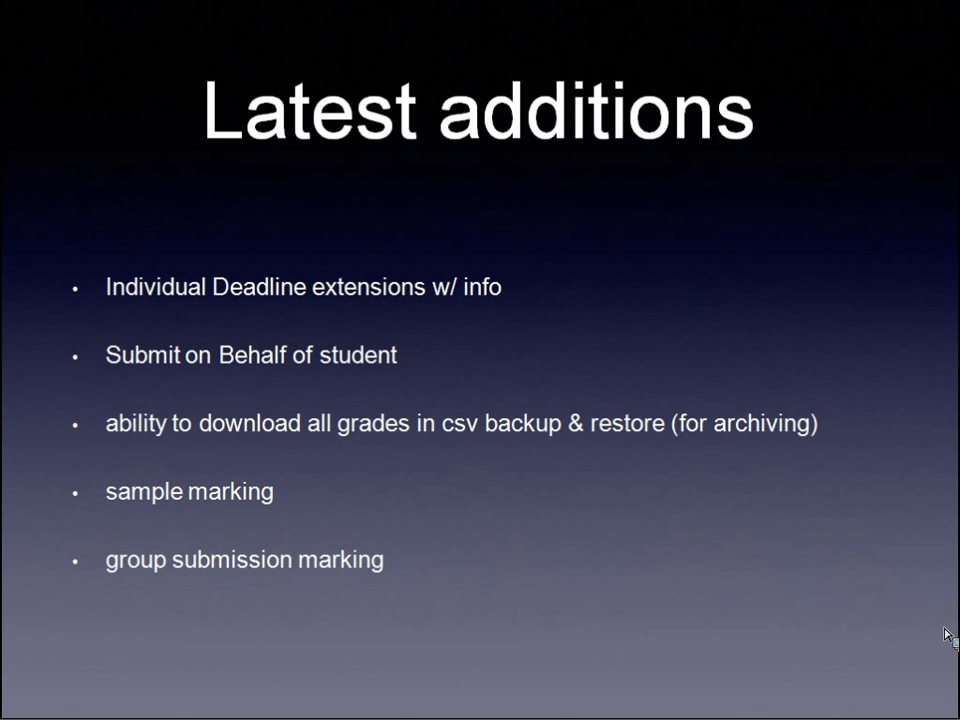 Latest additions
• Individual Deadline extensions w/ info
• Submit on Behalf of student
• ability to download all grades in csv backup & restore (for archiving)
• sample marking
• group submission marking